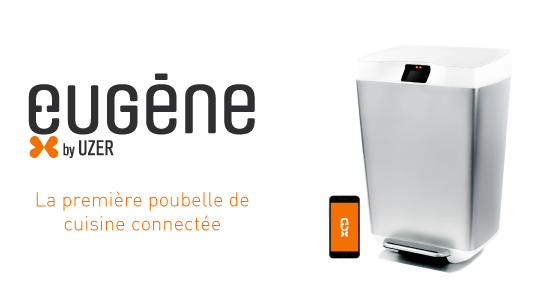 eugène
by UZER
La première poubelle de
cuisine connectée